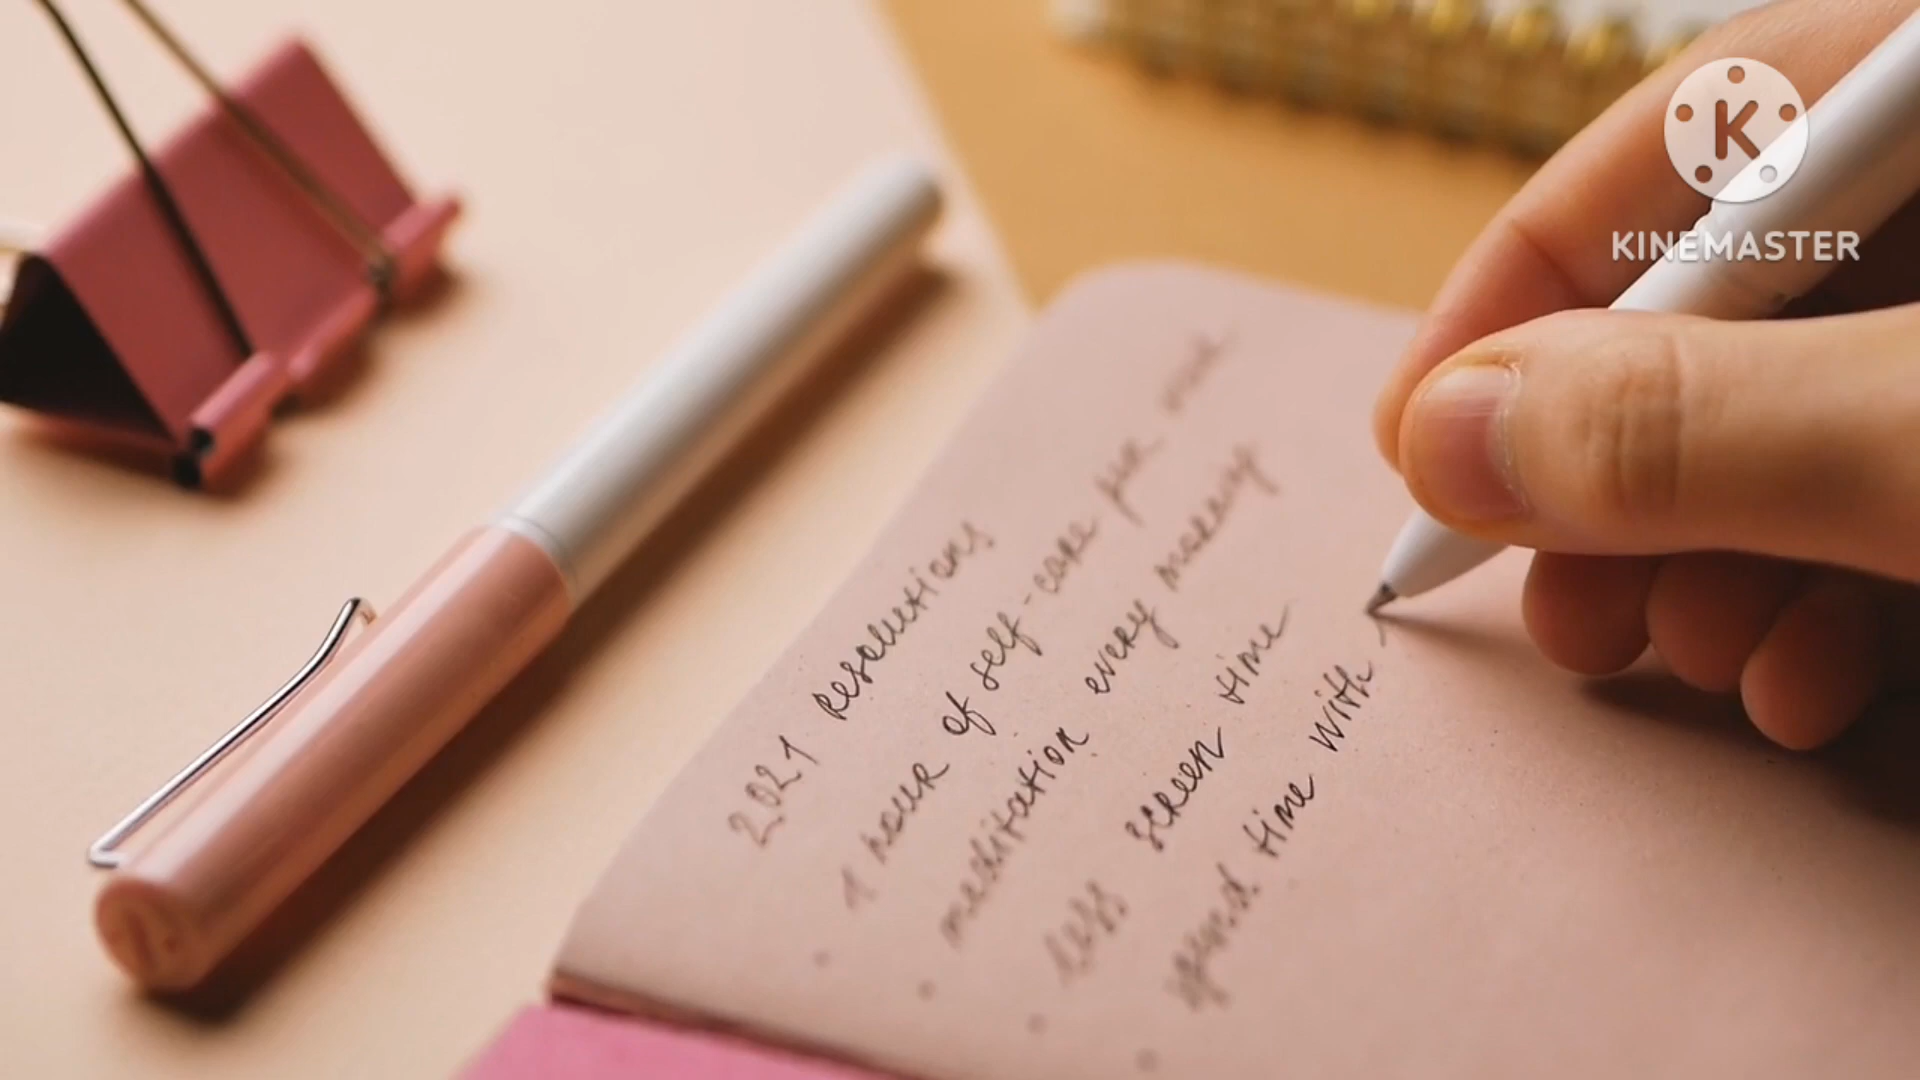 2021 resolutions
1 hour of self-care per week
meditation every morning
less screen time
spend time with
K
KINEMASTER